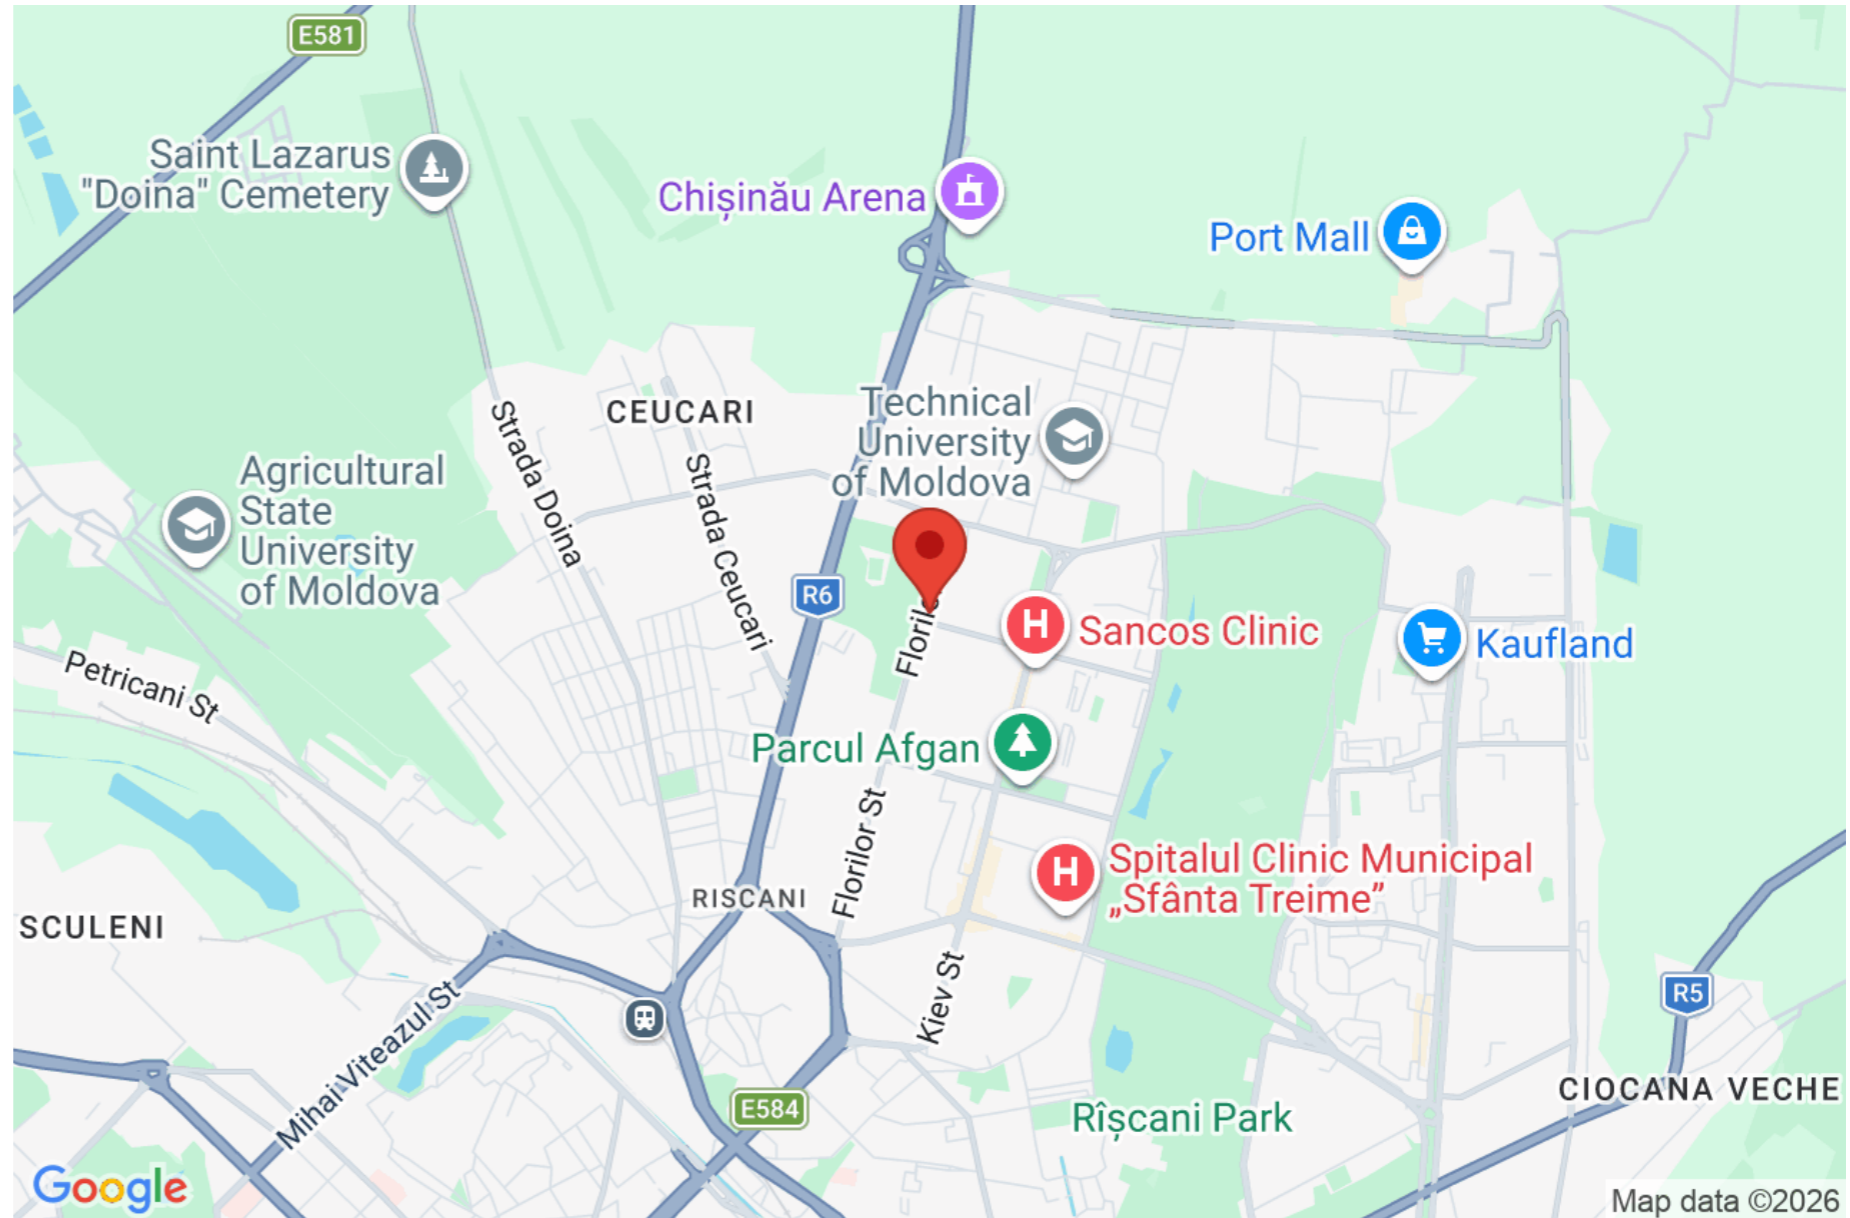 E581
Saint Lazarus
"Doina" Cemetery
Chișinău Arena
Port Mall
CEUCARI
Technical
University
of Moldova
Strada Doina
Strada Ceucari
Agricultural
State
University
of Moldova
R6
Sancos Clinic
Kaufland
Petricani St
Parcul Afgan
Florilor St
Spitalul Clinic Municipal
„Sfânta Treime”
RISCANI
SCULENI
Kiev St
R5
Mihai Viteazul St
CIOCANA VECHE
E584
Rîșcani Park
Google
Map data ©2026